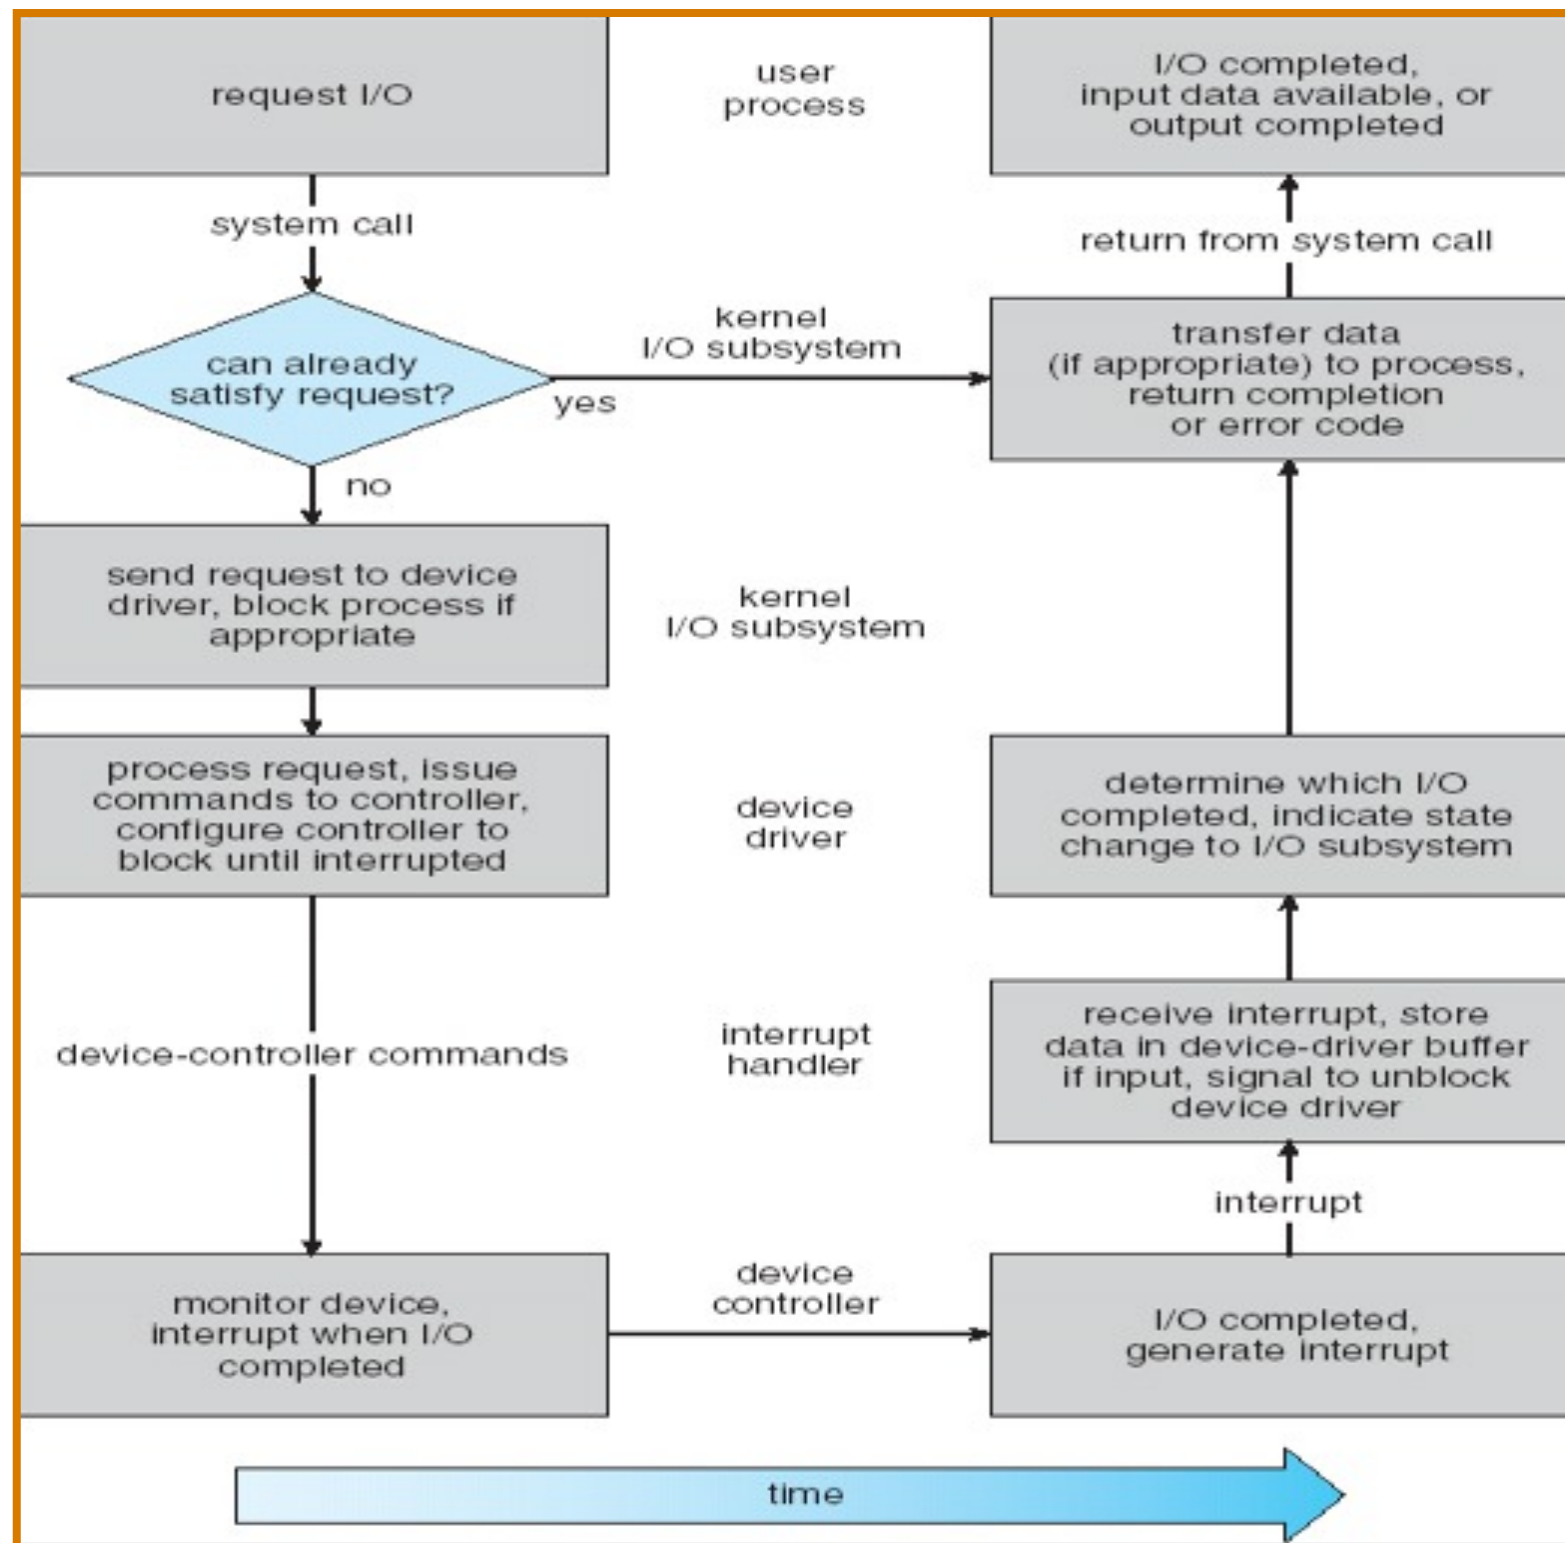 request I/O
user
process
I/O completed,
input data available, or
output completed
system call
return from system call
can already
satisfy request?
yes
kernel
I/O subsystem
transfer data
(if appropriate) to process,
return completion
or error code
no
send request to device
driver, block process if
appropriate
kernel
I/O subsystem
process request, issue
commands to controller,
configure controller to
block until interrupted
device
driver
determine which I/O
completed, indicate state
change to I/O subsystem
device-controller commands
interrupt
handler
receive interrupt, store
data in device-driver buffer
if input, signal to unblock
device driver
interrupt
monitor device,
interrupt when I/O
completed
device
controller
I/O completed,
generate interrupt
time